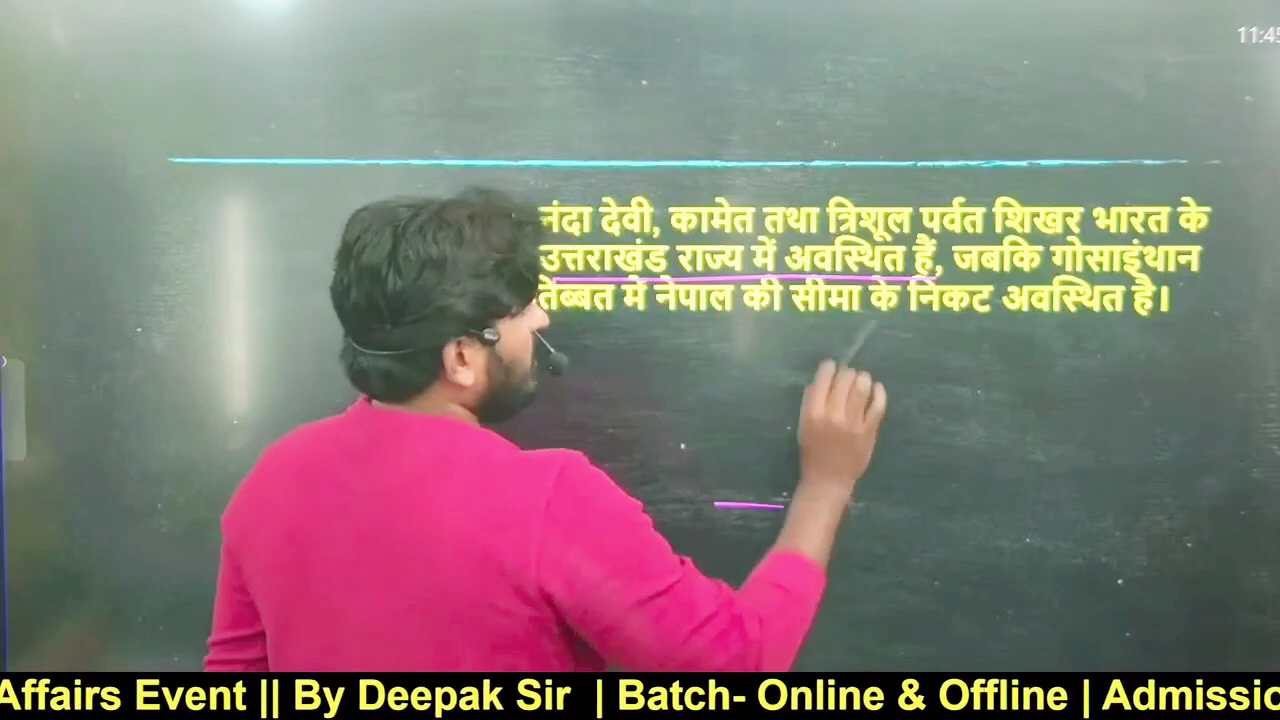 11:45
नंदा देवी, कामेत तथा त्रिशूल पर्वत शिखर भारत के
उत्तराखंड राज्य में अवस्थित हैं, जबकि गोसाइंथान
तिब्बत में नेपाल की सीमा के निकट अवस्थित है।
Affairs Event || By Deepak Sir | Batch- Online & Offline | Admissio